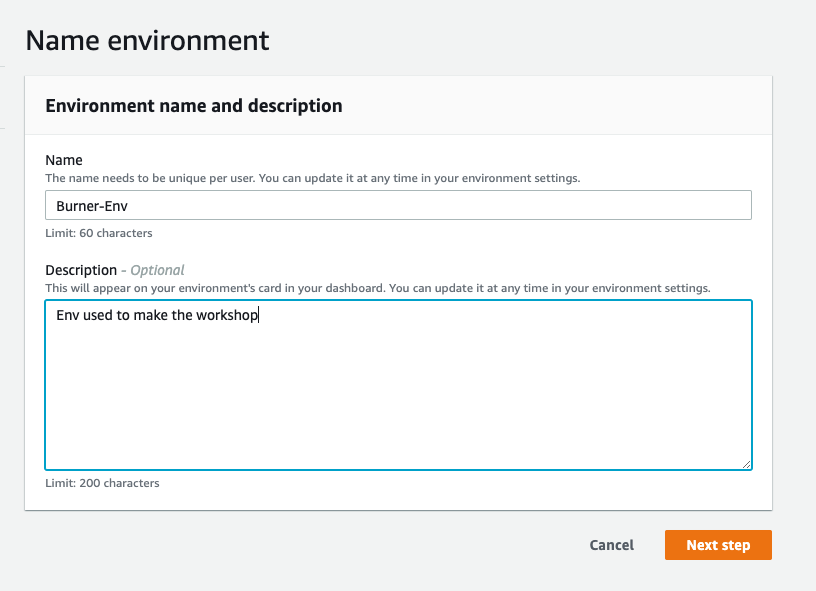 Name environment
Environment name and description
Name
The name needs to be unique per user. You can update it at any time in your environment settings.
Burner-Env
Limit: 60 characters
Description - Optional
This will appear on your environment's card in your dashboard. You can update it at any time in your environment settings.
Env used to make the workshop
Limit: 200 characters
Cancel Next step